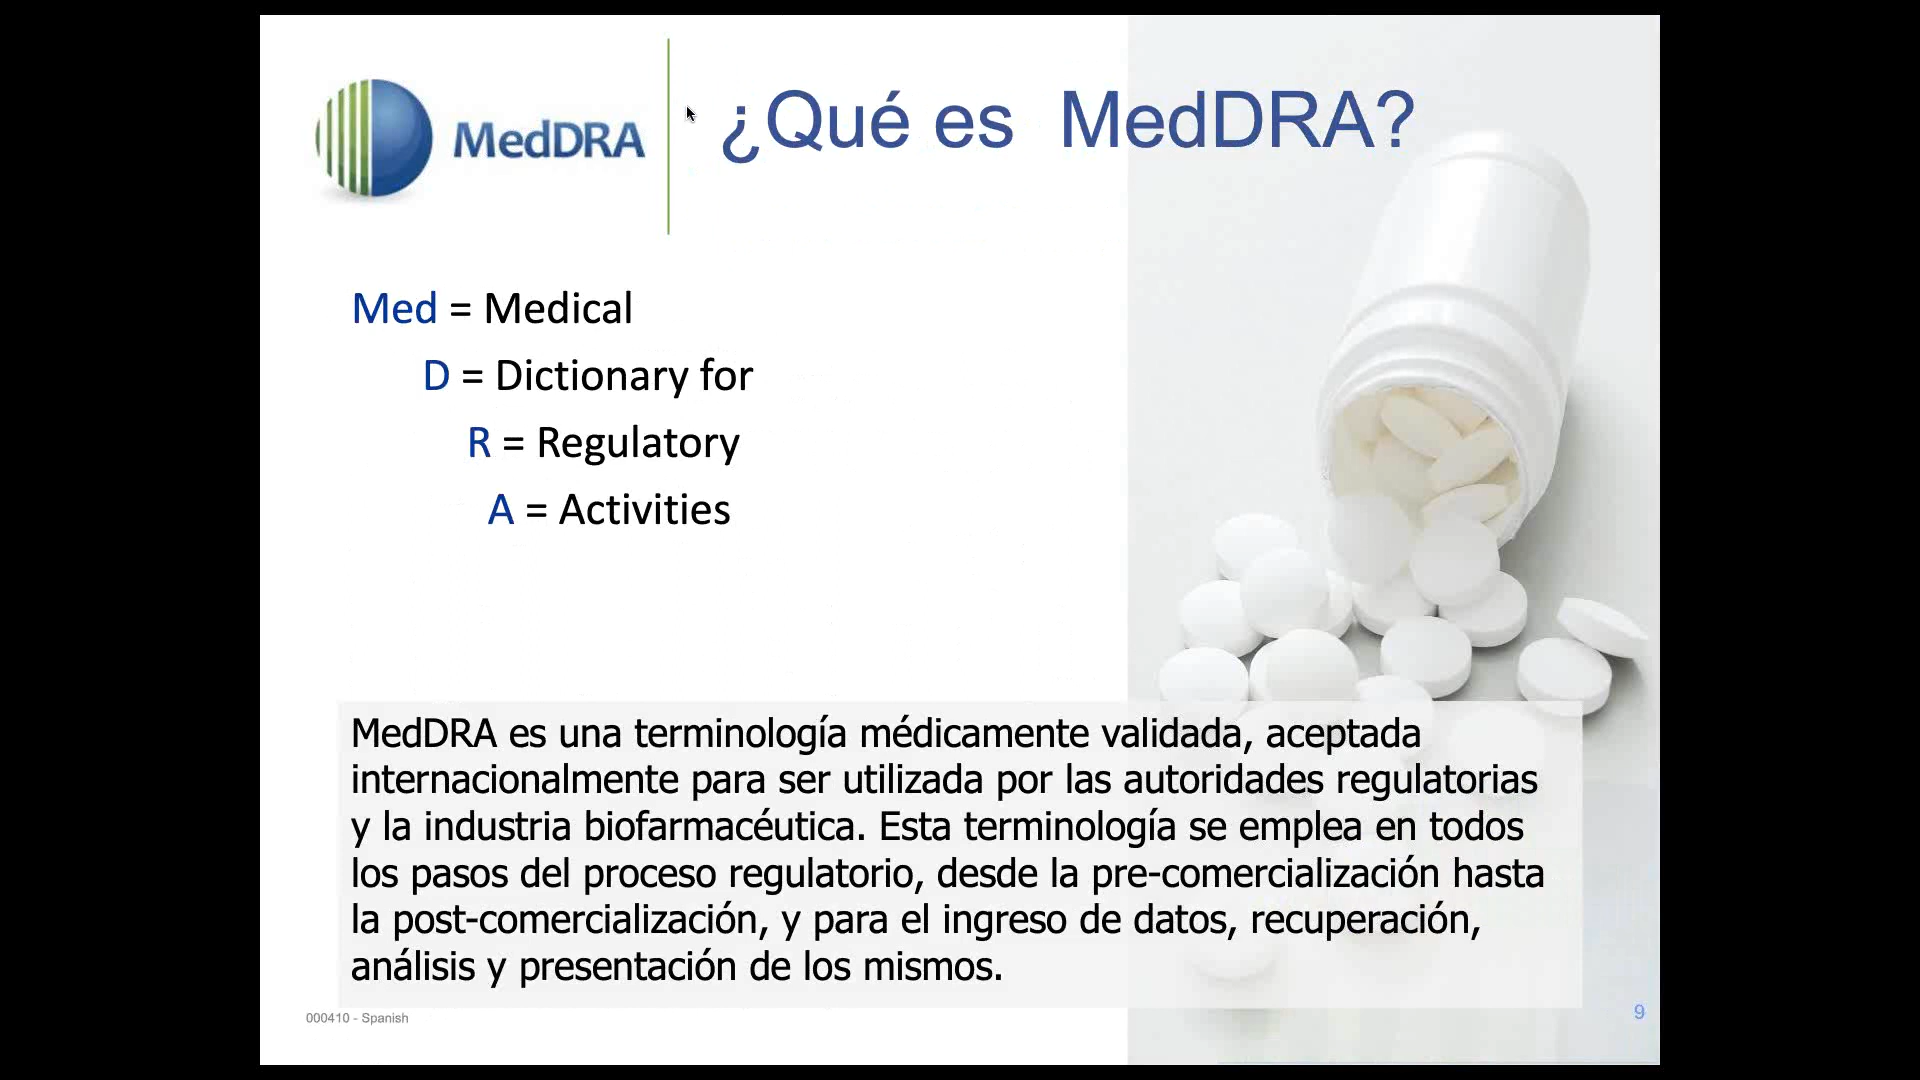 MedDRA
¿Qué es MedDRA?
Med = Medical
D = Dictionary for
R = Regulatory
A = Activities
MedDRA es una terminología médicamente validada, aceptada
internacionalmente para ser utilizada por las autoridades regulatorias
y la industria biofarmacéutica. Esta terminología se emplea en todos
los pasos del proceso regulatorio, desde la pre-comercialización hasta
la post-comercialización, y para el ingreso de datos, recuperación,
análisis y presentación de los mismos.
000410 - Spanish
9